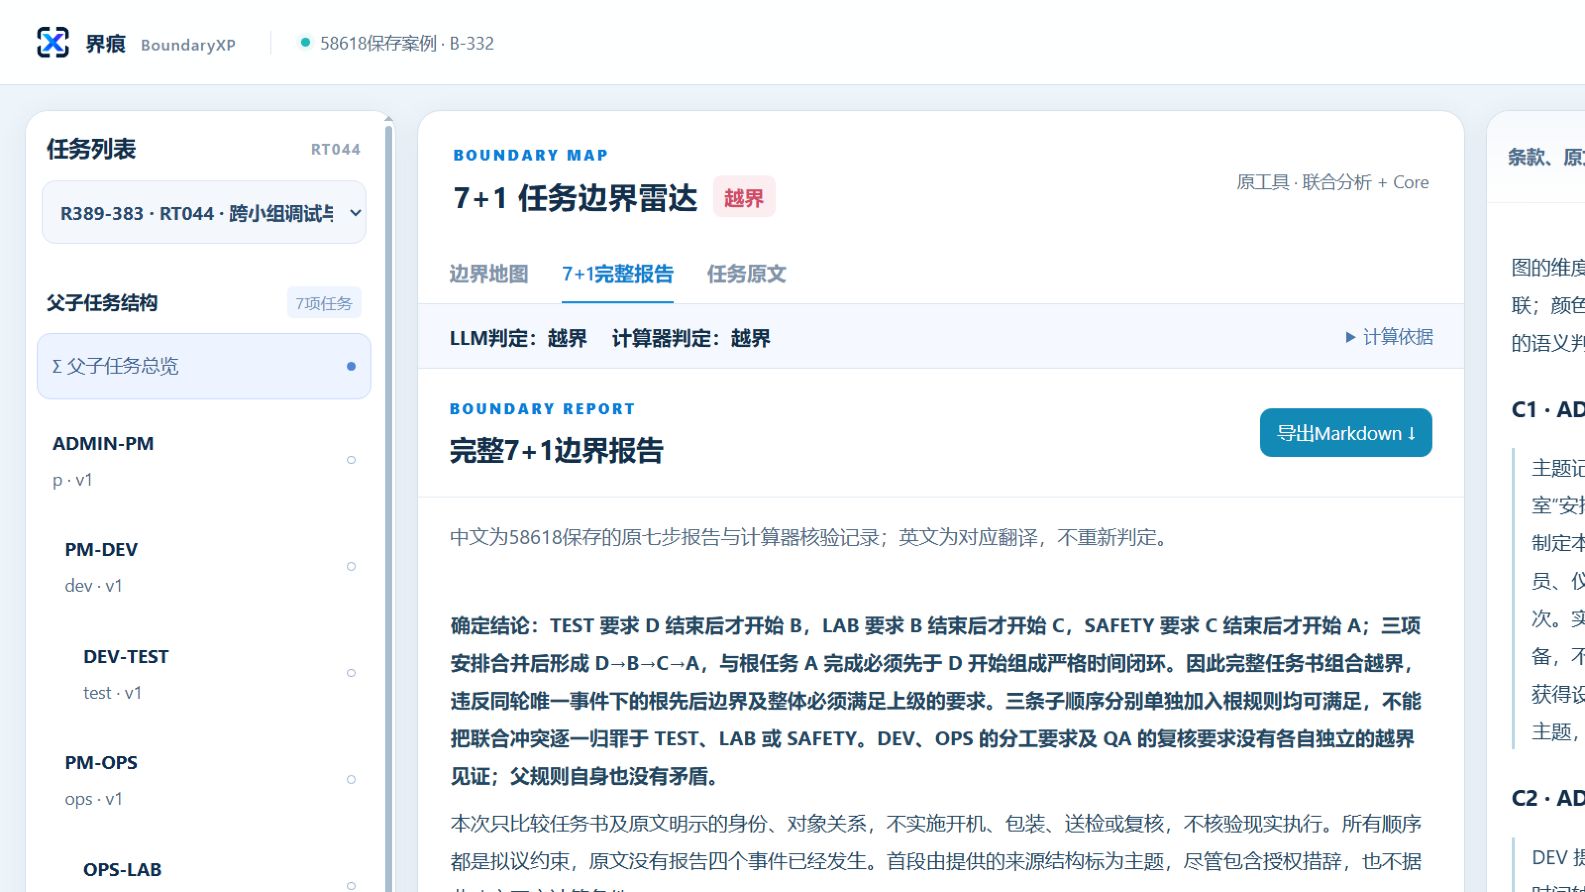 界痕 BoundaryXP 58618保存案例 · B-332
任务列表 RT044
R389-383 · RT044 · 跨小组调试与
父子任务结构 7项任务
Σ 父子任务总览
ADMIN-PM
p · v1
PM-DEV
dev · v1
DEV-TEST
test · v1
PM-OPS
ops · v1
OPS-LAB
BOUNDARY MAP
7+1 任务边界雷达 越界
原工具 · 联合分析 + Core
边界地图 7+1完整报告 任务原文
LLM判定：越界 计算器判定：越界 ▶ 计算依据
BOUNDARY REPORT
完整7+1边界报告
导出Markdown ↓
中文为58618保存的原七步报告与计算器核验记录；英文为对应翻译，不重新判定。
确定结论：TEST 要求 D 结束后才开始 B，LAB 要求 B 结束后才开始 C，SAFETY 要求 C 结束后才开始 A；三项
安排合并后形成 D→B→C→A，与根任务 A 完成必须先于 D 开始组成严格时间闭环。因此完整任务书组合越界，
违反同轮唯一事件下的根先后边界及整体必须满足上级的要求。三条子顺序分别单独加入根规则均可满足，不能
把联合冲突逐一归罪于 TEST、LAB 或 SAFETY。DEV、OPS 的分工要求及 QA 的复核要求没有各自独立的越界
见证；父规则自身也没有矛盾。
本次只比较任务书及原文明示的身份、对象关系，不实施开机、包装、送检或复核，不核验现实执行。所有顺序
都是拟议约束，原文没有报告四个事件已经发生。首段由提供的来源结构标为主题，尽管包含授权措辞，也不据
条款、原
图的维度
联；颜色
的语义判
C1 · AD
主题记
室“安排
制定本
员、仪
次。实
备，不
获得设
主题，
C2 · AD
DEV 提